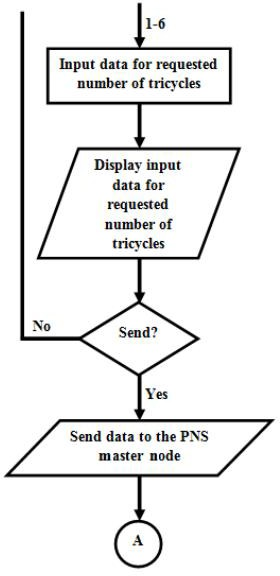 1-6
Input data for requested
number of tricycles
Display input
data for
requested
number of
tricycles
Send?
No
Yes
Send data to the PNS
master node
A